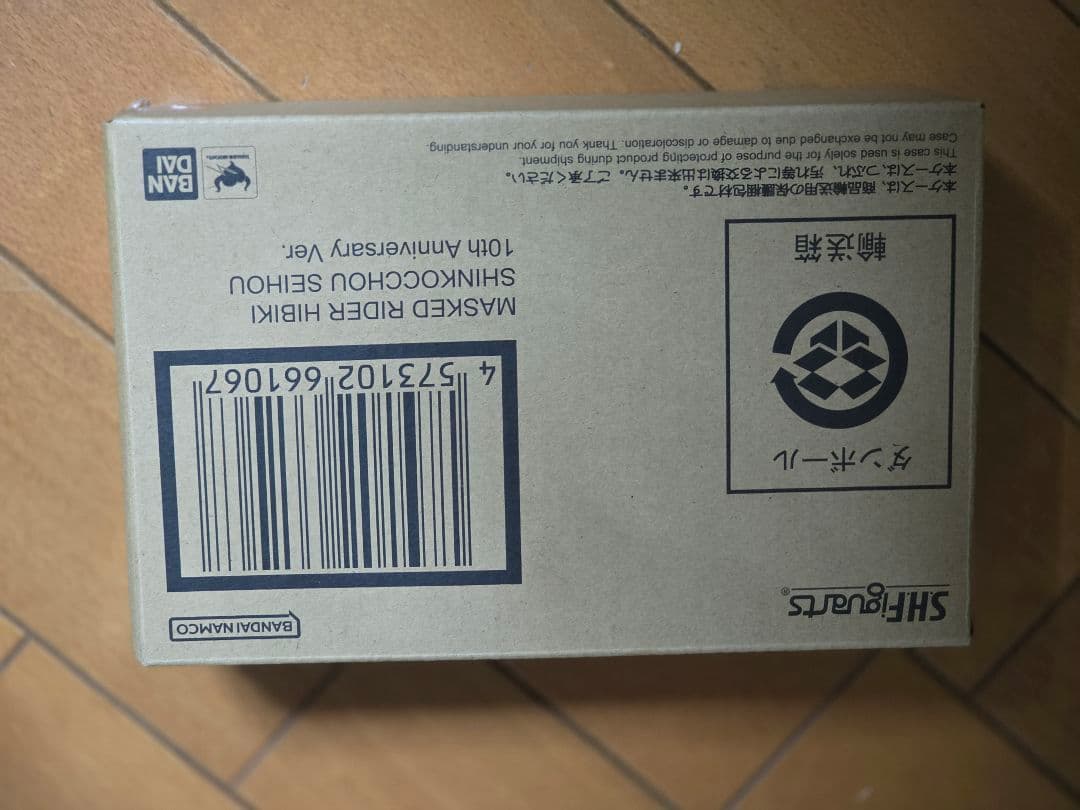 S.H.Figuarts®
BANDAI NAMCO
ダンボール
輸送箱
4 573102 661067
MASKED RIDER HIBIKI
SHINKOCCHOU SEIHOU
10th Anniversary Ver.
本ケースは、商品輸送用の保護梱包材です。
本ケースは、つぶれ、汚れ等による交換は出来ません。ご了承ください。
This case is used solely for the purpose of protecting product during shipment.
Case may not be exchanged due to damage or discoloration. Thank you for your understanding.
BAN
DAI